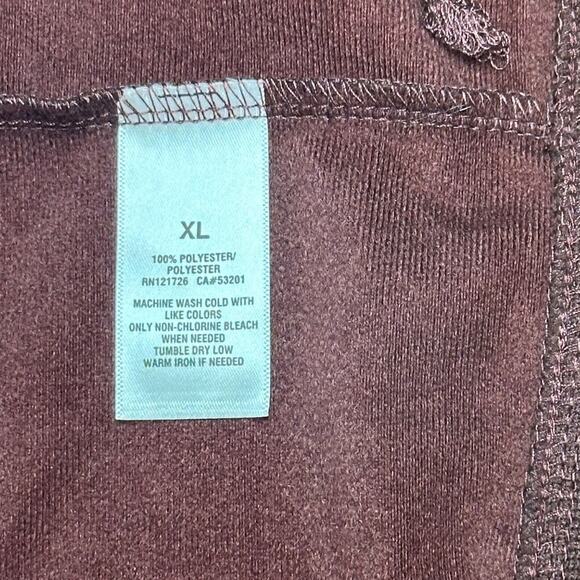 XL
100% POLYESTER/
POLYESTER
RN121726 CA#53201
MACHINE WASH COLD WITH
LIKE COLORS
ONLY NON-CHLORINE BLEACH
WHEN NEEDED
TUMBLE DRY LOW
WARM IRON IF NEEDED